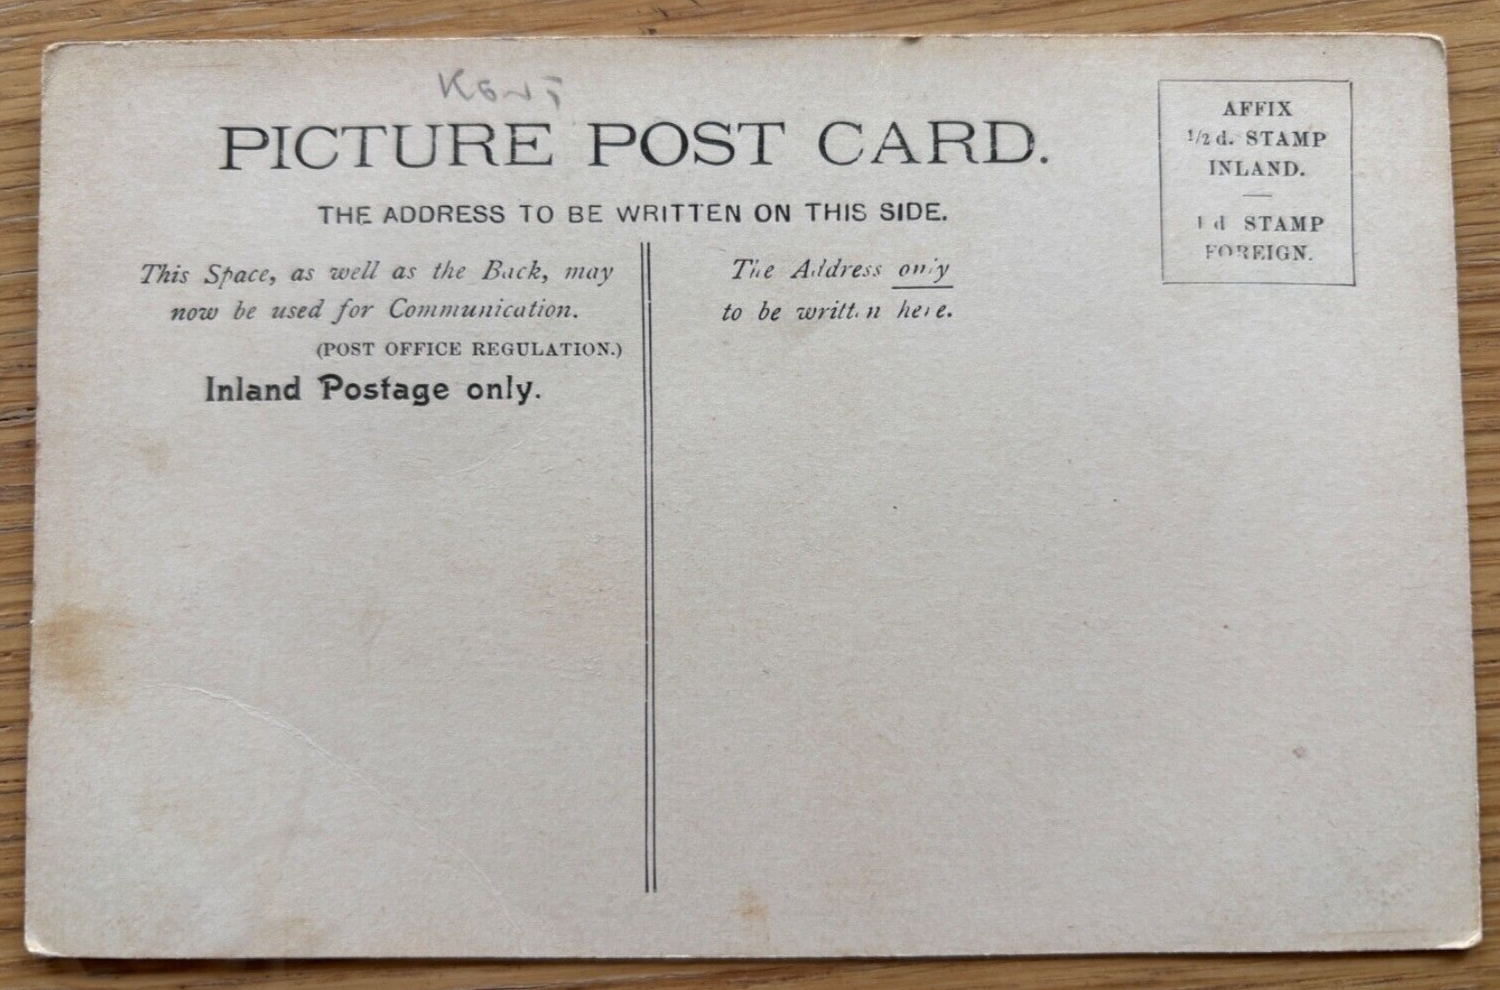 Kent
PICTURE POST CARD.
THE ADDRESS TO BE WRITTEN ON THIS SIDE.
This Space, as well as the Back, may
now be used for Communication.
(POST OFFICE REGULATION.)
Inland Postage only.
The Address only
to be written here.
AFFIX
1/2 d. STAMP
INLAND.
1 d STAMP
FOREIGN.